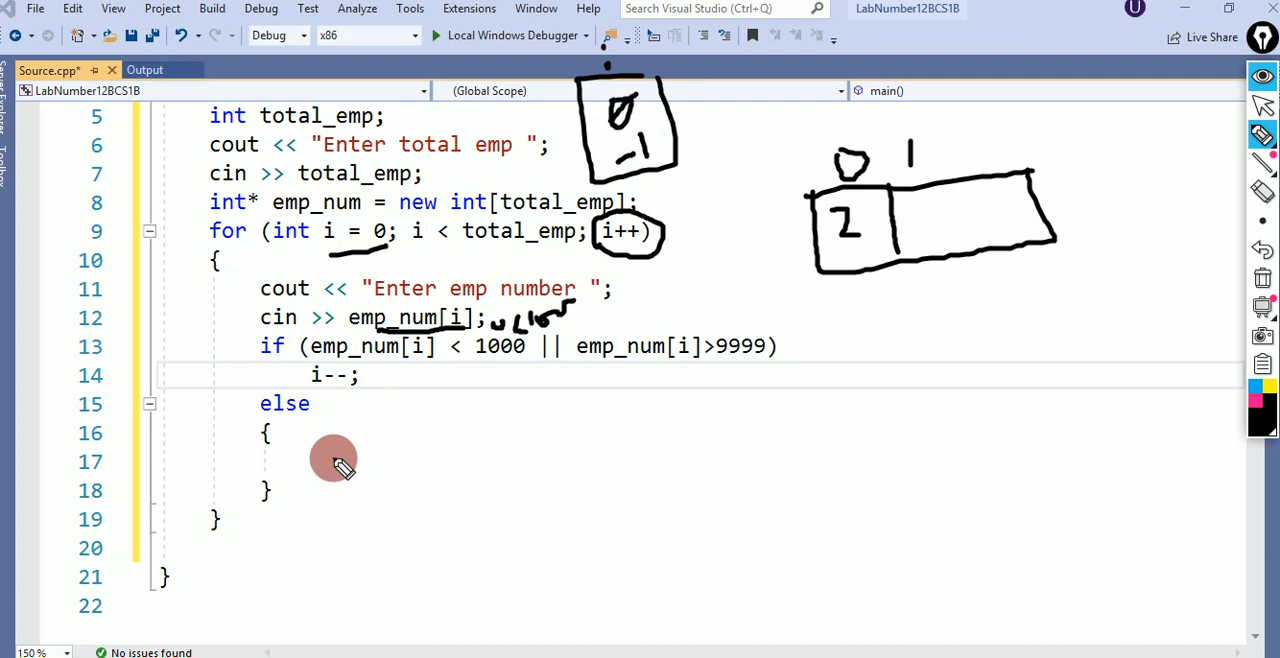 File Edit View Project Build Debug Test Analyze Tools Extensions Window Help Search Visual Studio (Ctrl+Q) LabNumber12BCS1B U
Debug x86 Local Windows Debugger Live Share
Source.cpp* Output
LabNumber12BCS1B (Global Scope) main()
Server Explorer Toolbox
5 int total_emp;
6 cout << "Enter total emp ";
7 cin >> total_emp;
8 int* emp_num = new int[total_emp];
9 for (int i = 0; i < total_emp; i++)
10 {
11 cout << "Enter emp number ";
12 cin >> emp_num[i];
13 if (emp_num[i] < 1000 || emp_num[i]>9999)
14 i--;
15 else
16 {
17
18 }
19 }
20
21 }
22
i
0
-1
0 1
2
150 % No issues found